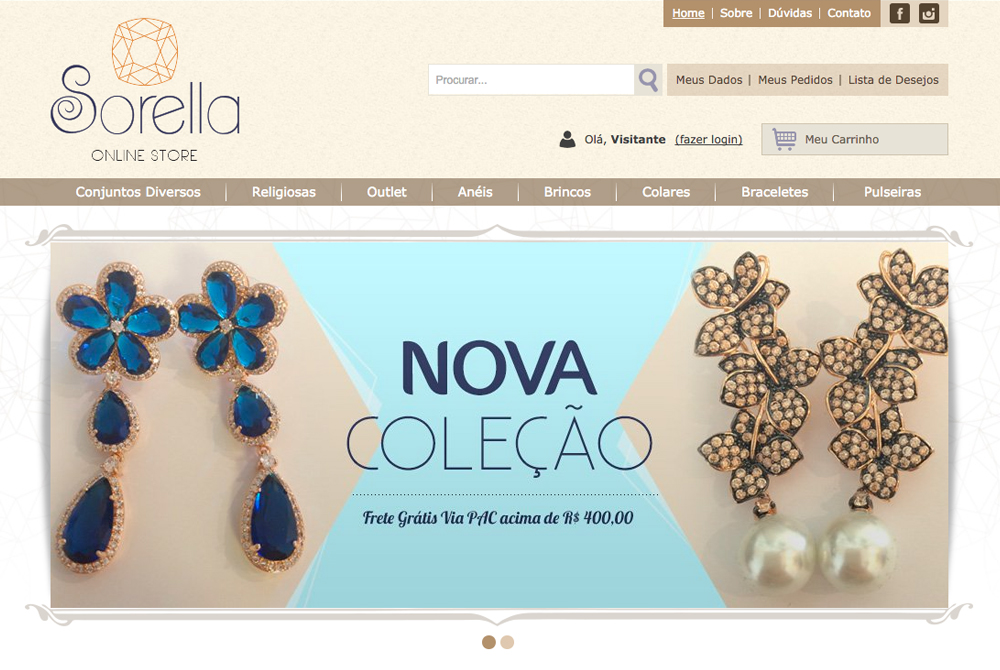 Home | Sobre | Dúvidas | Contato
Sorella
ONLINE STORE
Procurar...
Meus Dados | Meus Pedidos | Lista de Desejos
Olá, Visitante (fazer login)
Meu Carrinho
Conjuntos Diversos | Religiosas | Outlet | Anéis | Brincos | Colares | Braceletes | Pulseiras
NOVA
COLEÇÃO
Frete Grátis Via PAC acima de R$ 400,00